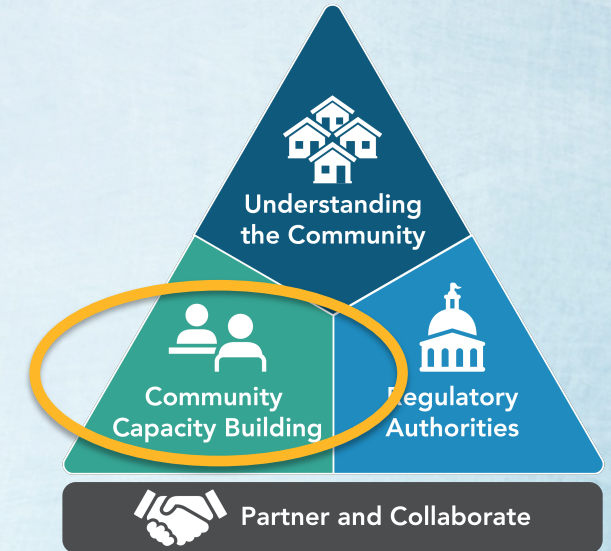 Understanding
the Community
Community
Capacity Building
Regulatory
Authorities
Partner and Collaborate